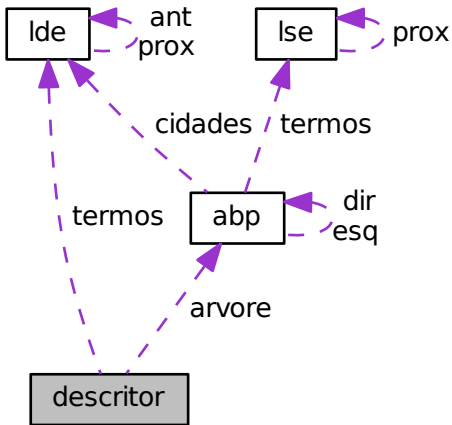 lde
ant
prox
lse
prox
cidades
termos
abp
dir
esq
termos
arvore
descritor